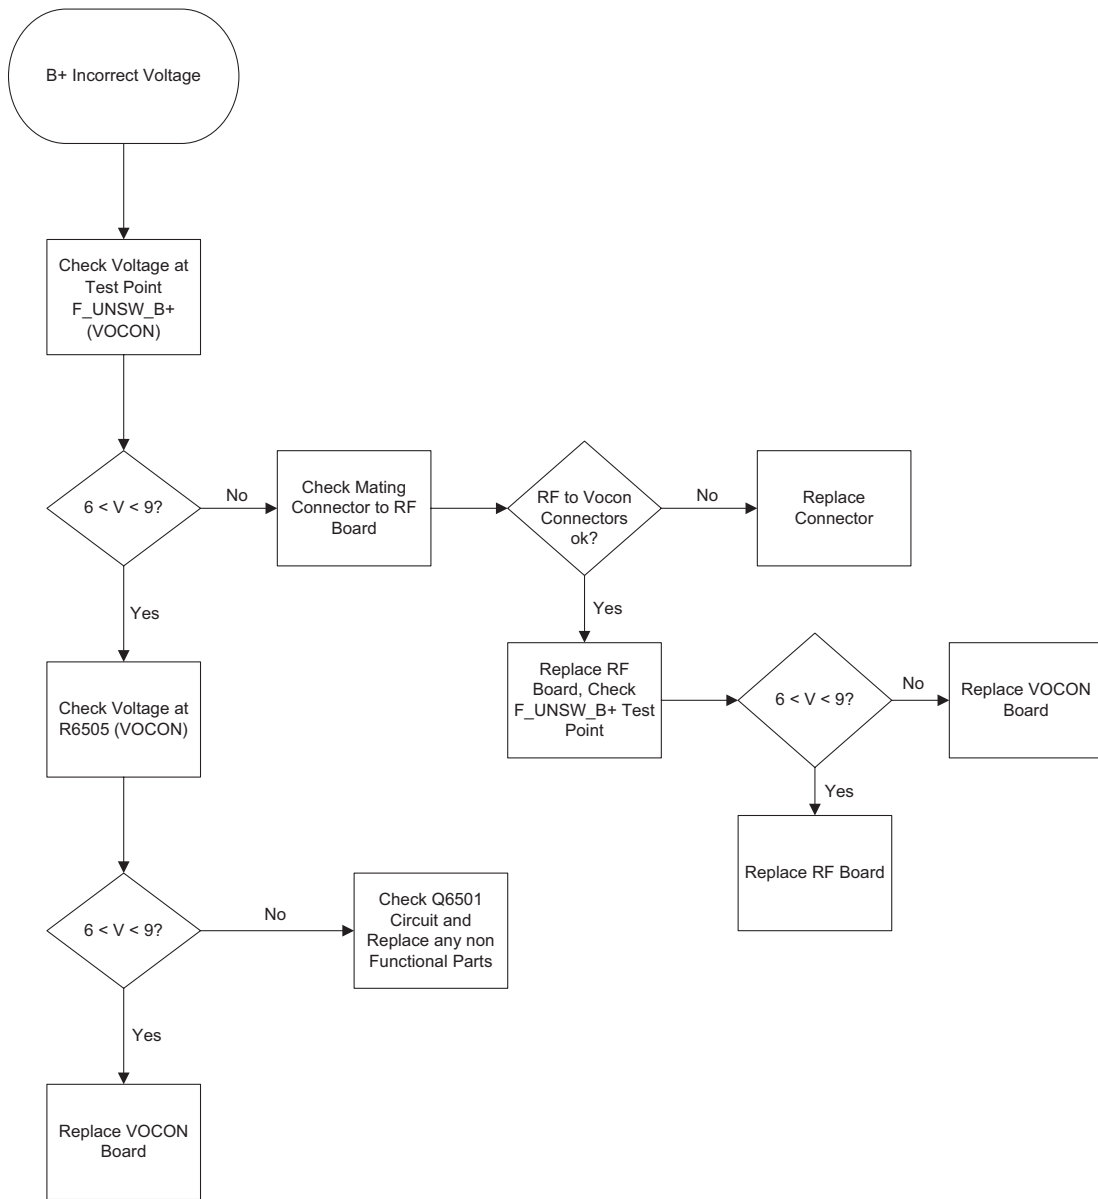 B+ Incorrect Voltage
Check Voltage at
Test Point
F_UNSW_B+
(VOCON)
6 < V < 9?
No
Check Mating
Connector to RF
Board
RF to Vocon
Connectors
ok?
No
Replace
Connector
Yes
Yes
Check Voltage at
R6505 (VOCON)
Replace RF
Board, Check
F_UNSW_B+ Test
Point
6 < V < 9?
No
Replace VOCON
Board
Yes
Replace RF Board
6 < V < 9?
No
Check Q6501
Circuit and
Replace any non
Functional Parts
Yes
Replace VOCON
Board